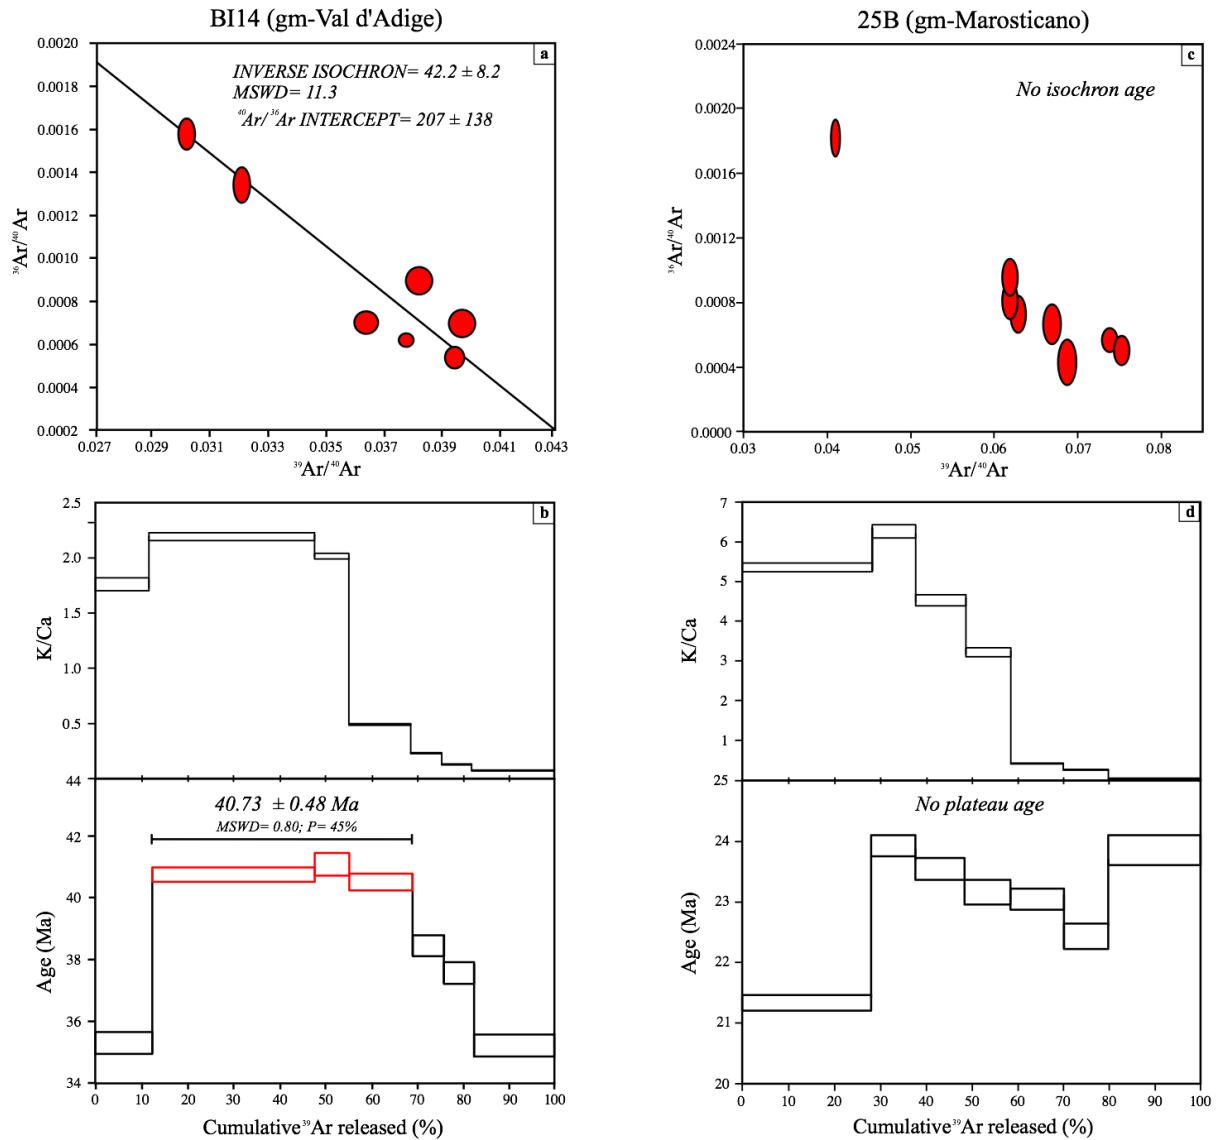 BI14 (gm-Val d'Adige)
a
INVERSE ISOCHRON= 42.2 ± 8.2
MSWD= 11.3
⁴⁰Ar/³⁶Ar INTERCEPT= 207 ± 138
³⁶Ar/⁴⁰Ar
0.0020
0.0018
0.0016
0.0014
0.0012
0.0010
0.0008
0.0006
0.0004
0.0002
0.027 0.029 0.031 0.033 0.035 0.037 0.039 0.041 0.043
³⁹Ar/⁴⁰Ar
25B (gm-Marosticano)
c
No isochron age
³⁶Ar/⁴⁰Ar
0.0024
0.0020
0.0016
0.0012
0.0008
0.0004
0.0000
0.03 0.04 0.05 0.06 0.07 0.08
³⁹Ar/⁴⁰Ar
b
K/Ca
2.5
2.0
1.5
1.0
0.5
44
40.73 ± 0.48 Ma
MSWD= 0.80; P= 45%
Age (Ma)
42
40
38
36
34
0 10 20 30 40 50 60 70 80 90 100
Cumulative ³⁹Ar released (%)
d
K/Ca
7
6
5
4
3
2
1
25
No plateau age
Age (Ma)
24
23
22
21
20
0 10 20 30 40 50 60 70 80 90 100
Cumulative ³⁹Ar released (%)